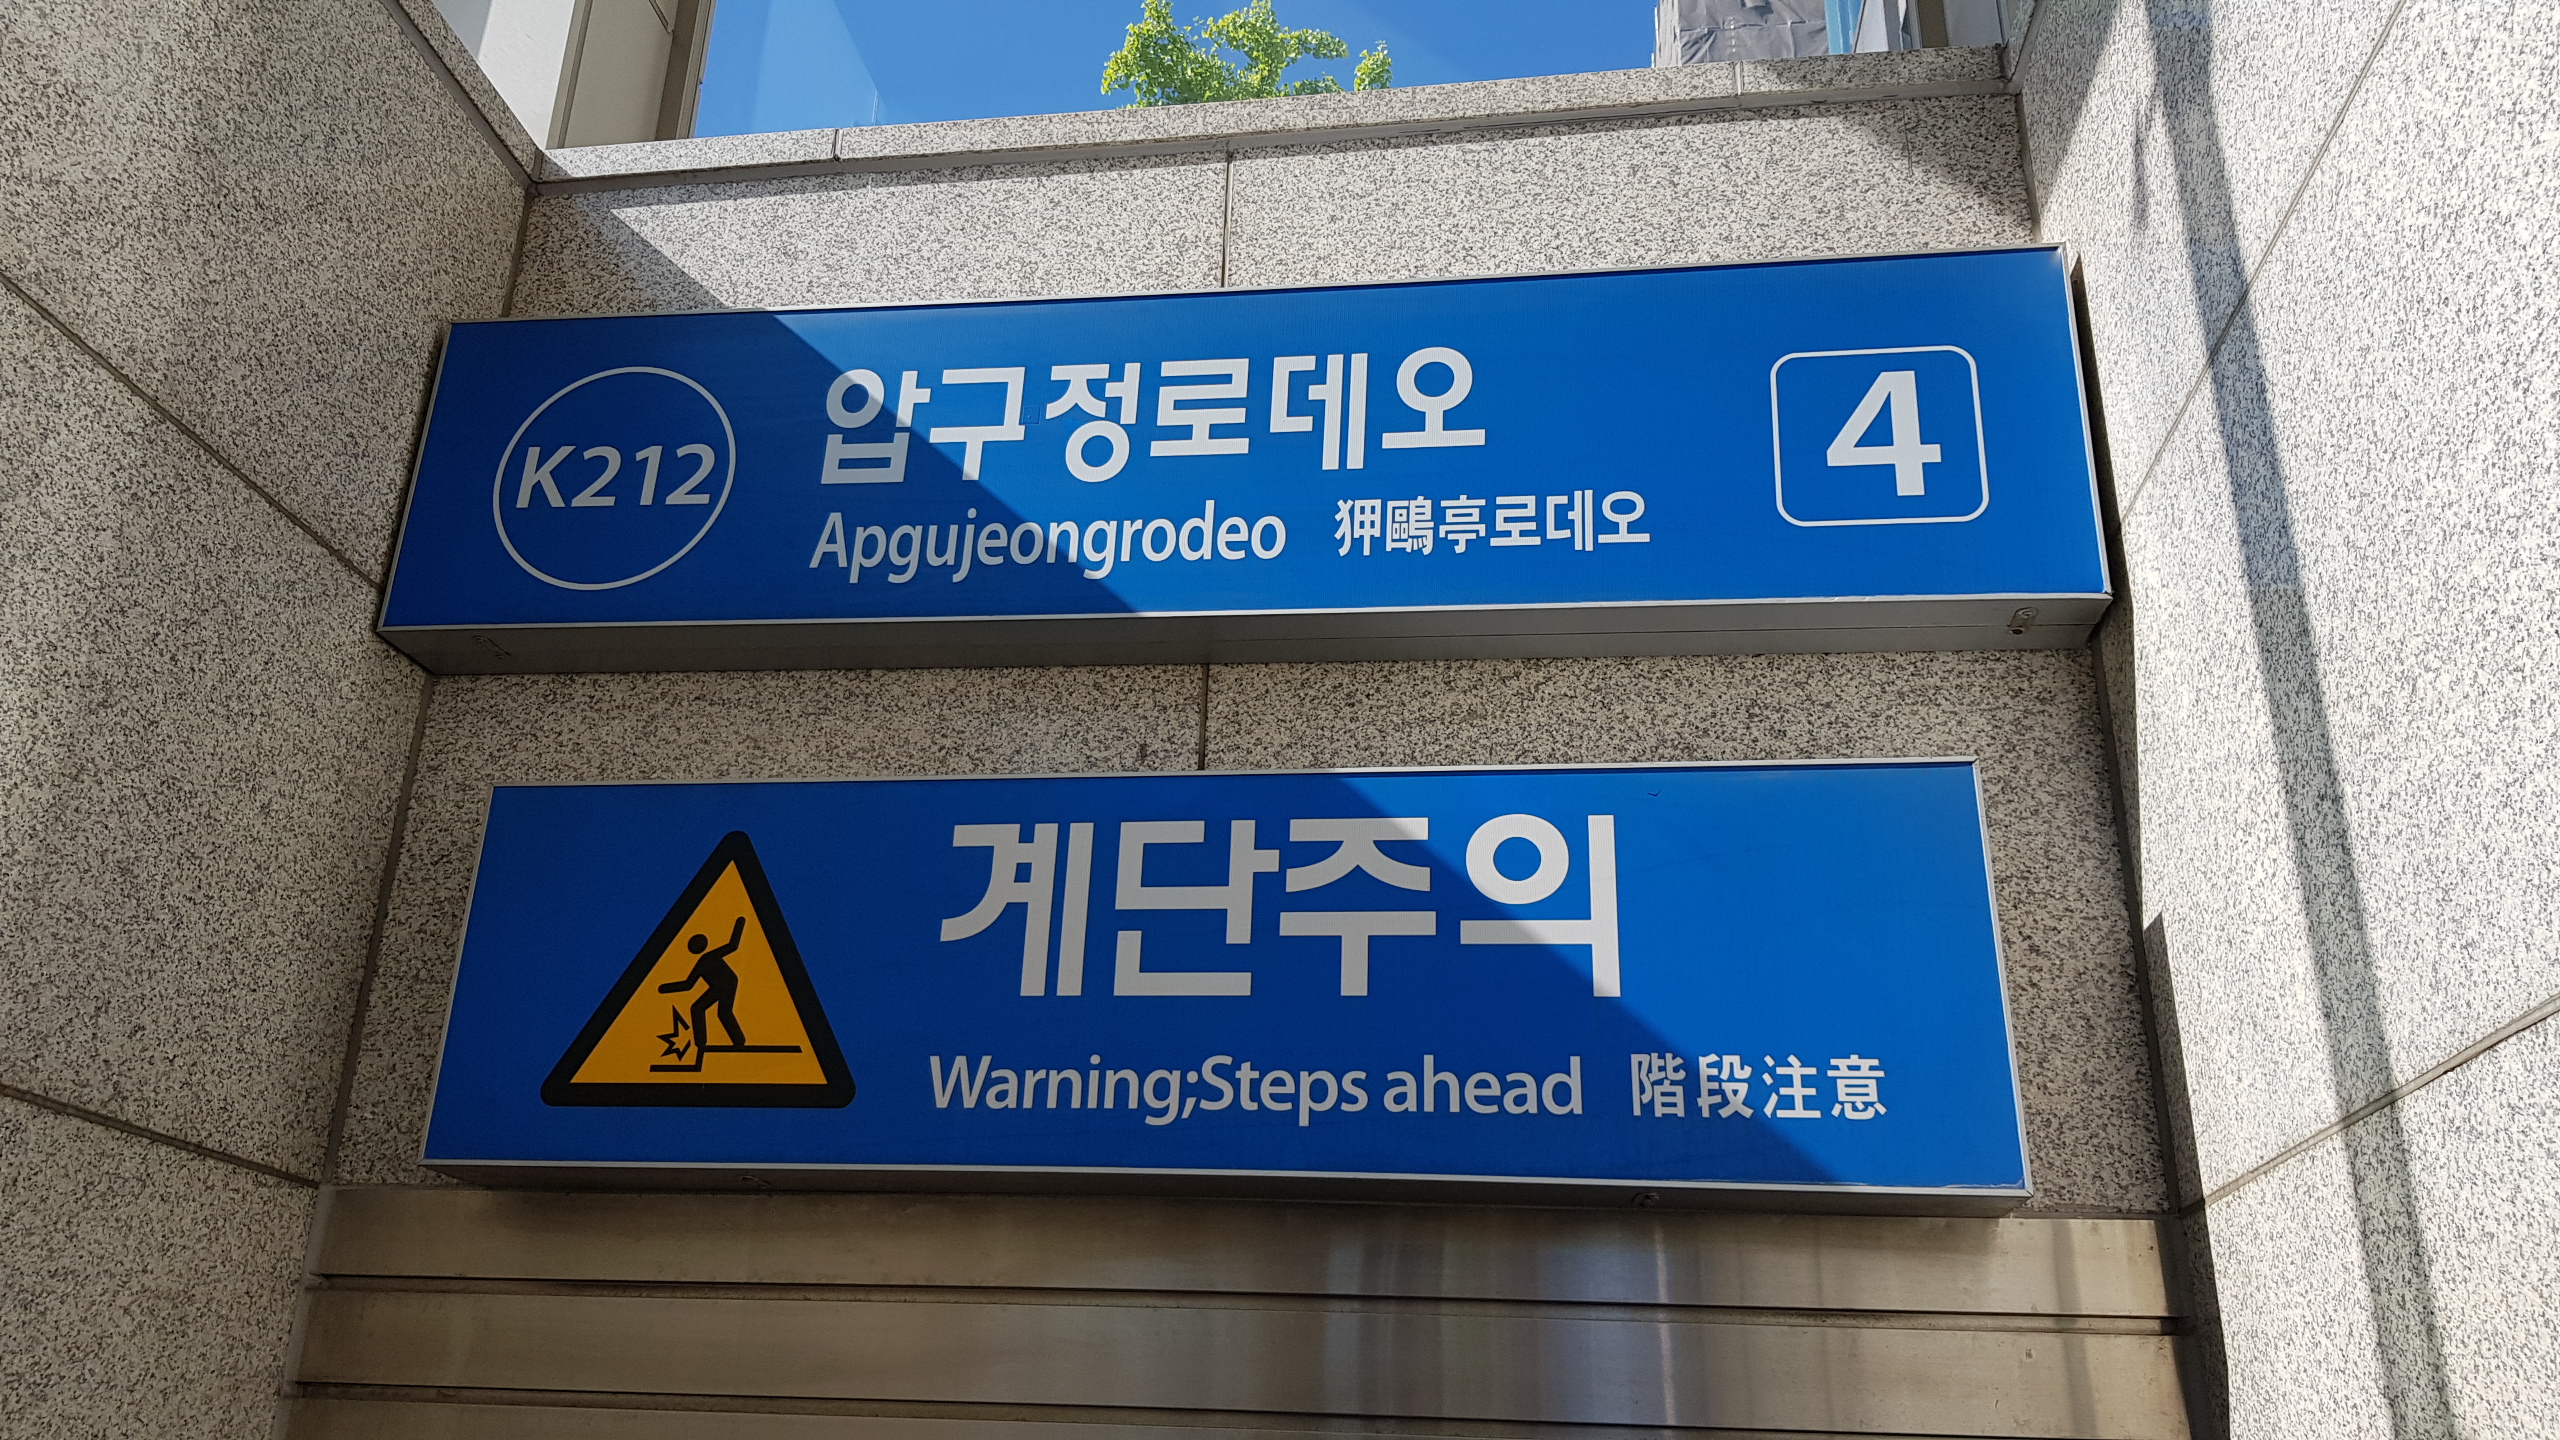 K212
압구정로데오
Apgujeongrodeo 狎鷗亭로데오
4
계단주의
Warning;Steps ahead 階段注意